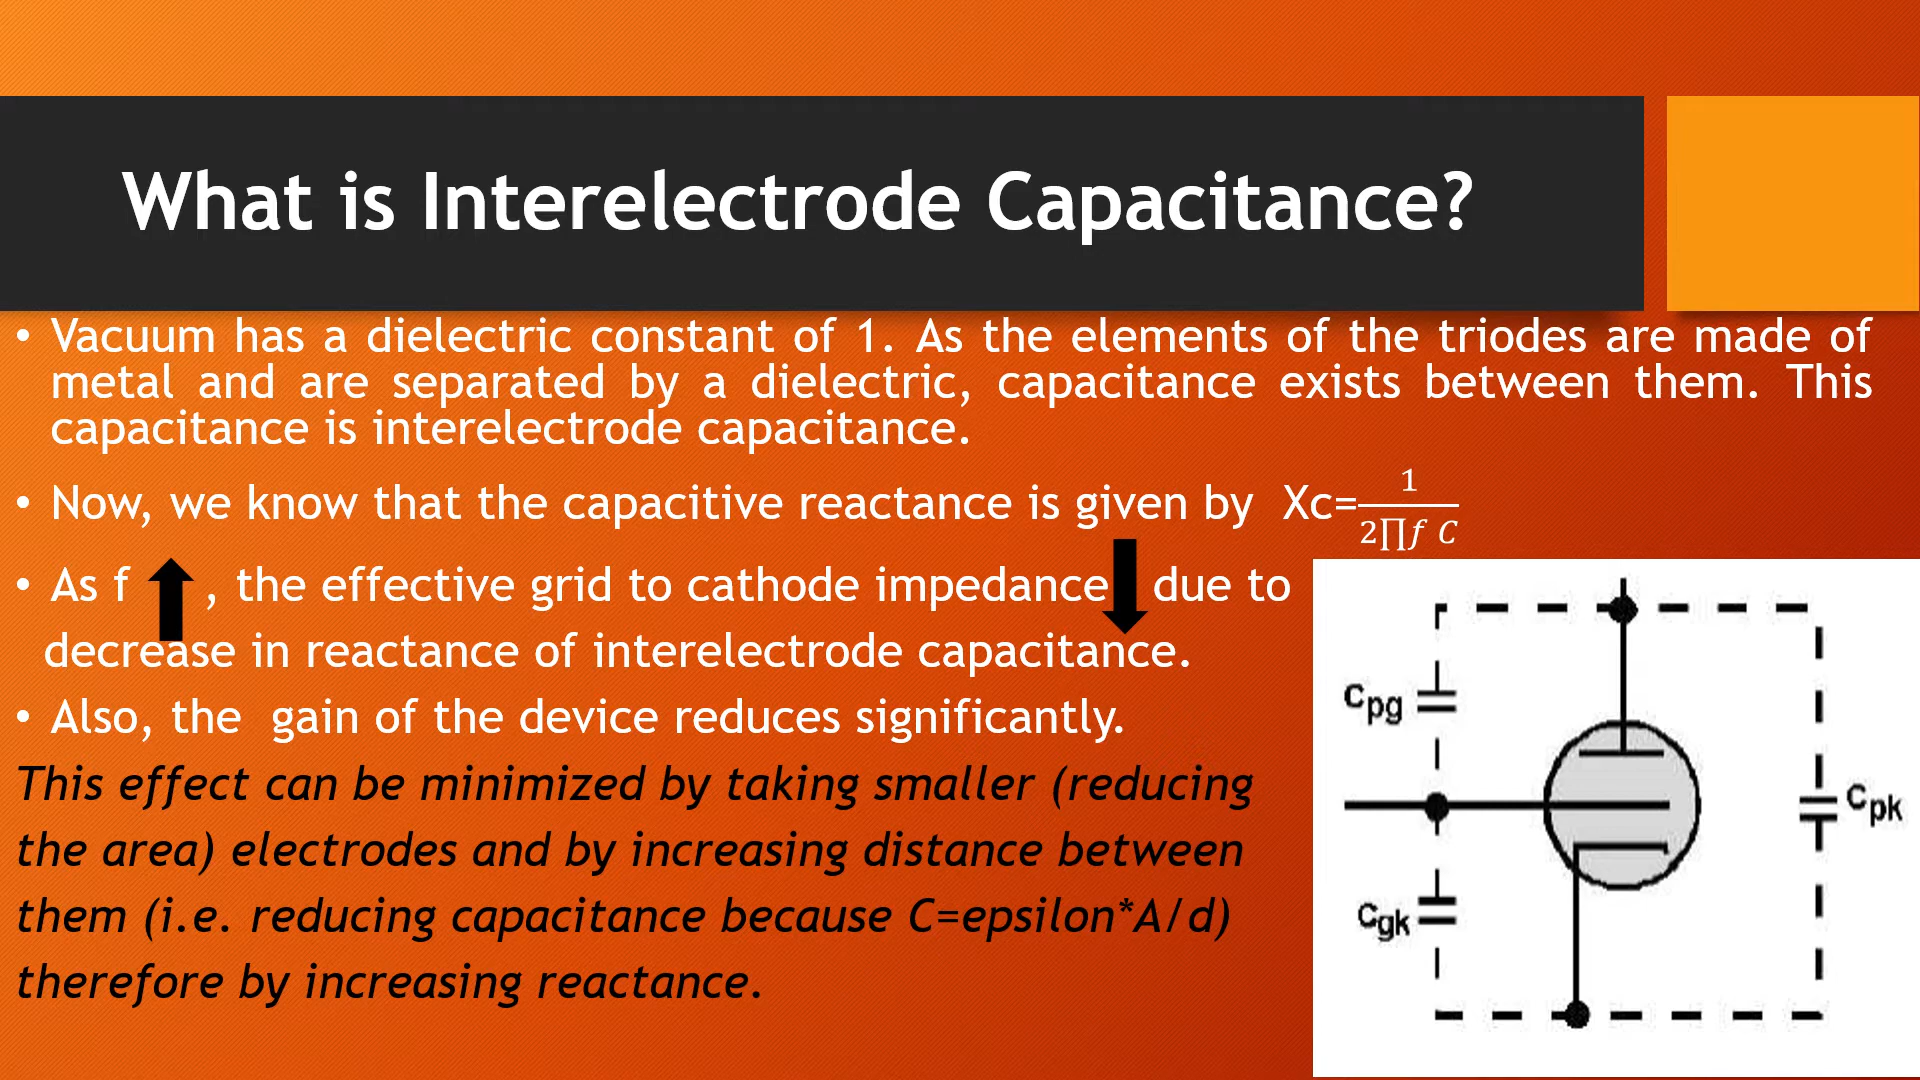 What is Interelectrode Capacitance?
• Vacuum has a dielectric constant of 1. As the elements of the triodes are made of
metal and are separated by a dielectric, capacitance exists between them. This
capacitance is interelectrode capacitance.
• Now, we know that the capacitive reactance is given by Xc=1/(2∏f C)
• As f , the effective grid to cathode impedance due to
decrease in reactance of interelectrode capacitance.
• Also, the gain of the device reduces significantly.
This effect can be minimized by taking smaller (reducing
the area) electrodes and by increasing distance between
them (i.e. reducing capacitance because C=epsilon*A/d)
therefore by increasing reactance.
Cpg
Cpk
Cgk